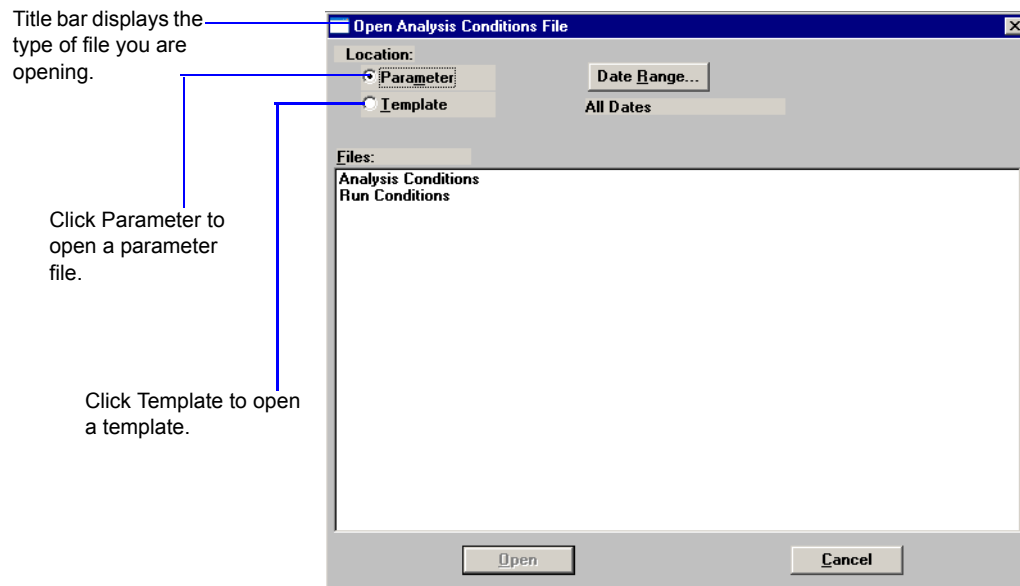 Title bar displays the
type of file you are
opening.
Open Analysis Conditions File
Location:
Parameter
Date Range...
Template
All Dates
Files:
Analysis Conditions
Run Conditions
Click Parameter to
open a parameter
file.
Click Template to open
a template.
Open
Cancel